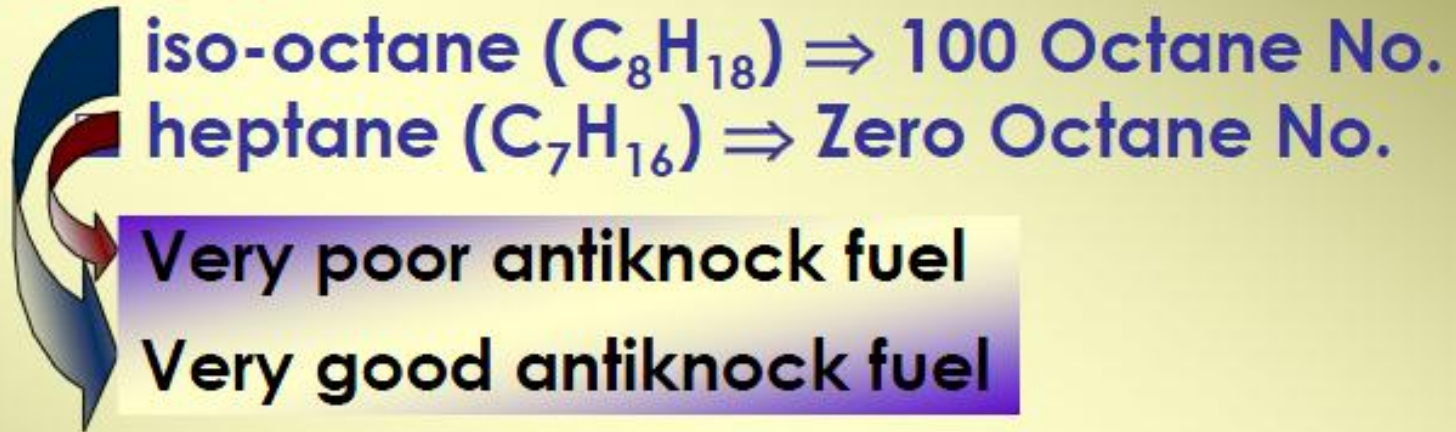 iso-octane (C₈H₁₈) ⇒ 100 Octane No.
heptane (C₇H₁₆) ⇒ Zero Octane No.
Very poor antiknock fuel
Very good antiknock fuel